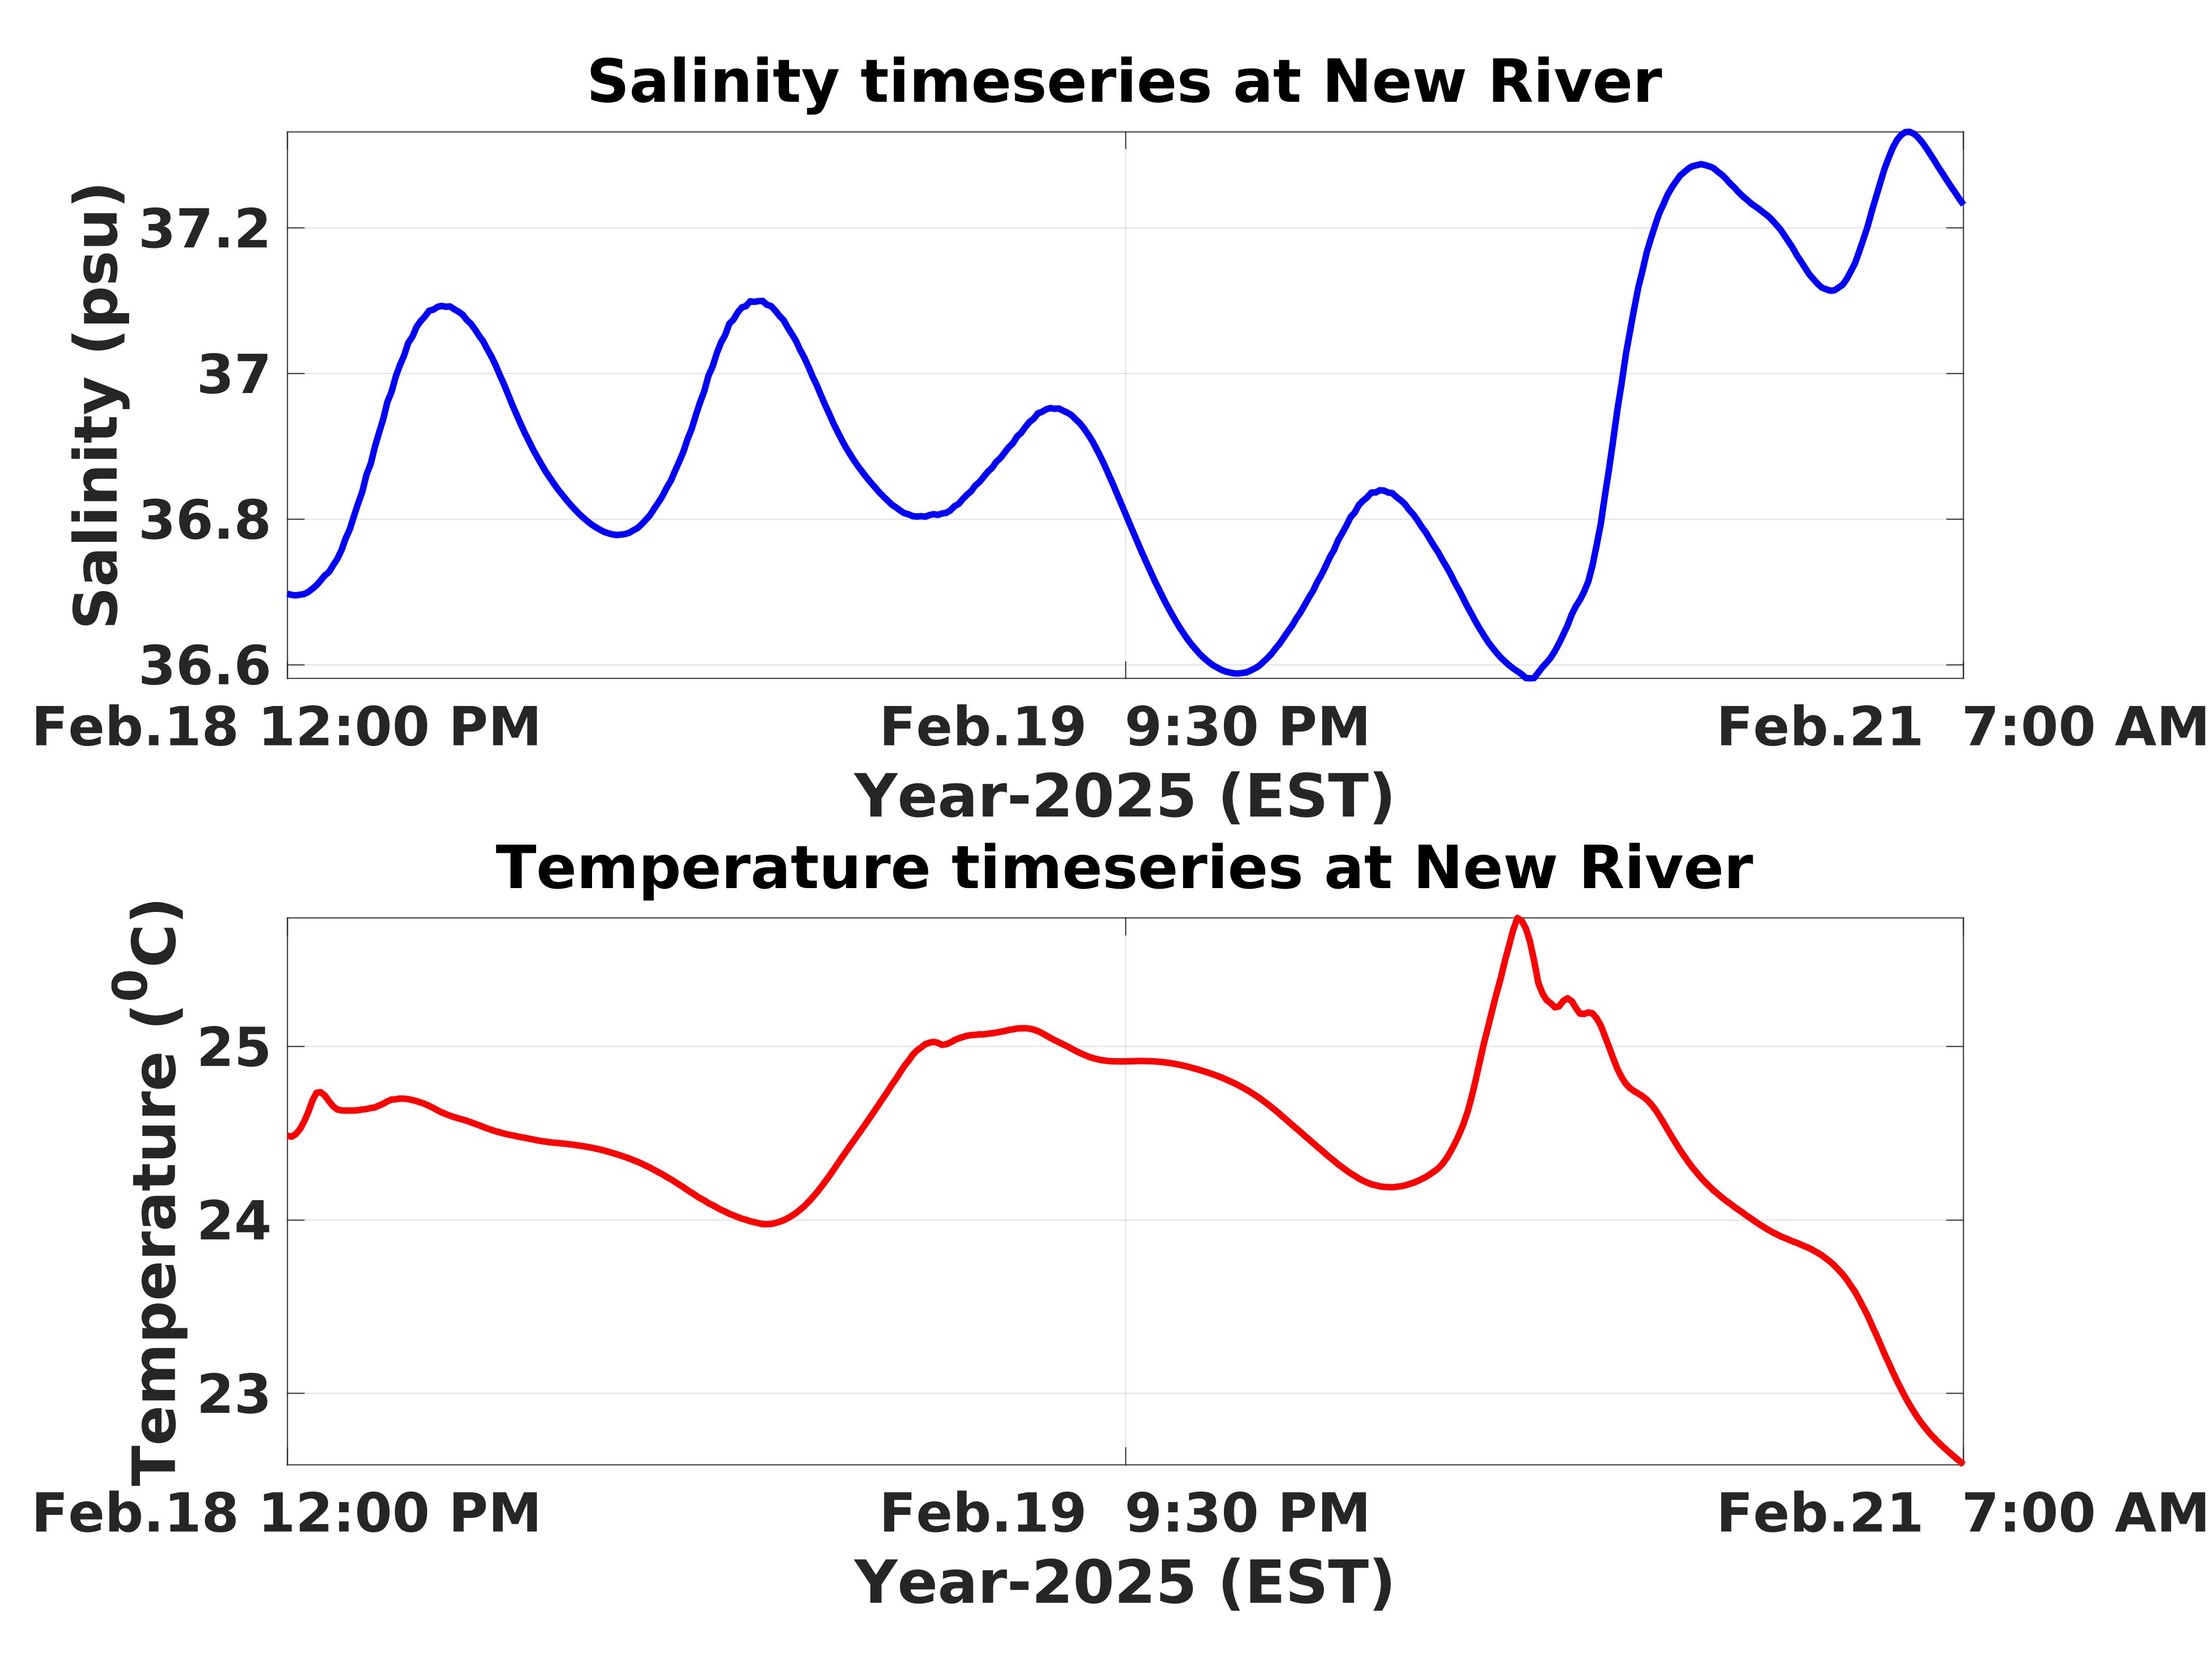 Salinity timeseries at New River
Salinity (psu)
37.2
37
36.8
36.6
Feb.18 12:00 PM Feb.19 9:30 PM Feb.21 7:00 AM
Year-2025 (EST)
Temperature timeseries at New River
Temperature (⁰C)
25
24
23
Feb.18 12:00 PM Feb.19 9:30 PM Feb.21 7:00 AM
Year-2025 (EST)